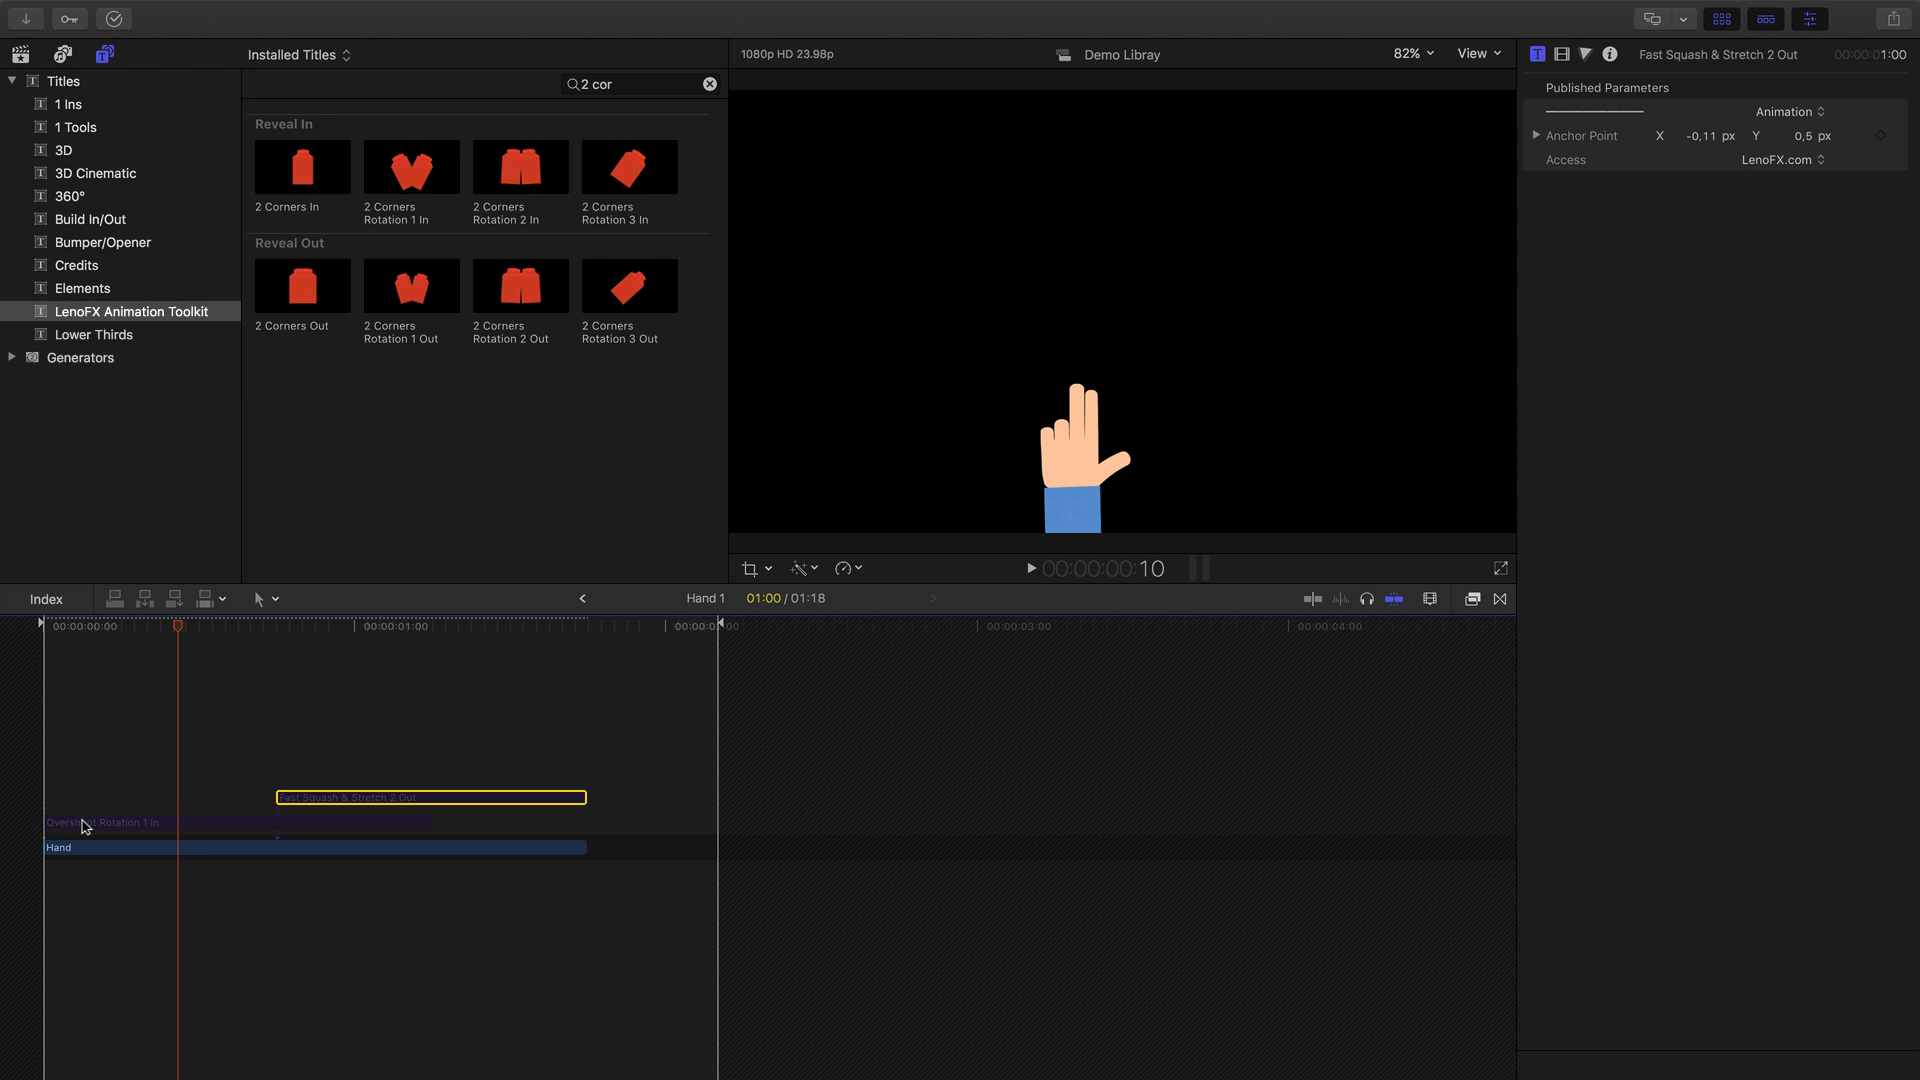 Installed Titles
1080p HD 23.98p
Demo Libray
82%
View
Fast Squash & Stretch 2 Out
00:00:01:00
Titles
1 Ins
1 Tools
3D
3D Cinematic
360°
Build In/Out
Bumper/Opener
Credits
Elements
LenoFX Animation Toolkit
Lower Thirds
Generators
2 cor
Reveal In
2 Corners In
2 Corners
Rotation 1 In
2 Corners
Rotation 2 In
2 Corners
Rotation 3 In
Reveal Out
2 Corners Out
2 Corners
Rotation 1 Out
2 Corners
Rotation 2 Out
2 Corners
Rotation 3 Out
Published Parameters
Animation
Anchor Point X -0,11 px Y 0,5 px
Access LenoFX.com
00:00:00:10
Index
Hand 1
01:00 / 01:18
00:00:00:00
00:00:01:00
00:00:03:00
00:00:04:00
Fast Squash & Stretch 2 Out
Rotation 1 In
Hand